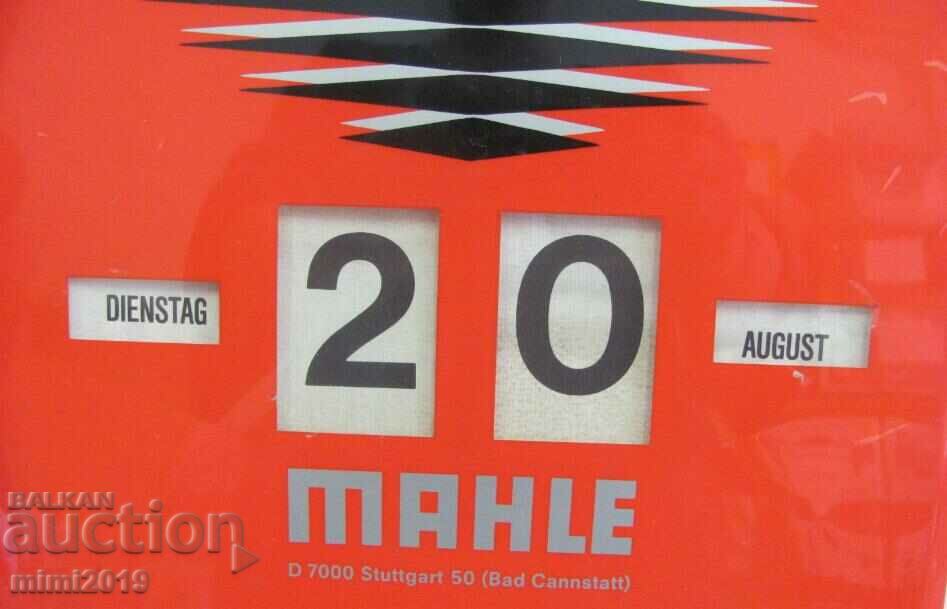 DIENSTAG 20 AUGUST
MAHLE
D 7000 Stuttgart 50 (Bad Cannstatt)
BALKAN
auction
mimi2019